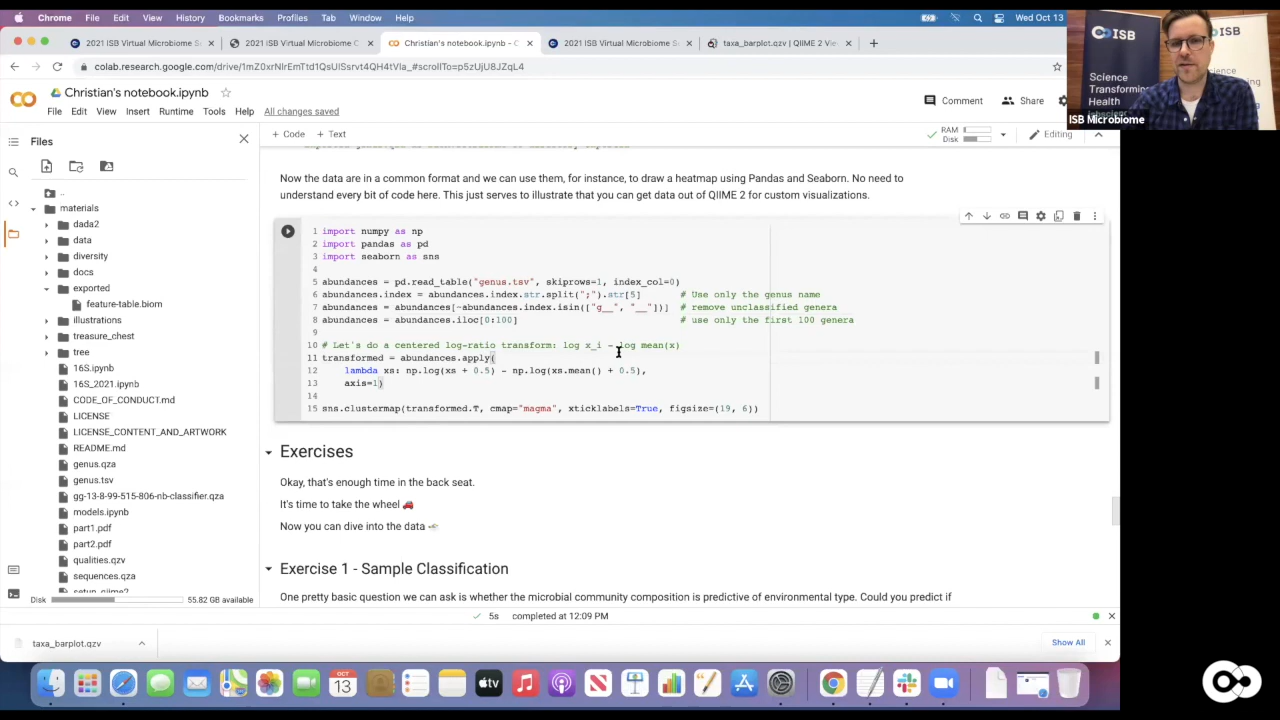 Chrome File Edit View History Bookmarks Profiles Tab Window Help Wed Oct 13
2021 ISB Virtual Microbiome S
2021 ISB Virtual Microbiome C
Christian's notebook.ipynb - C
2021 ISB Virtual Microbiome S
taxa_barplot.qzv | QIIME 2 View
ISB
ISB
Science
Transforming
Health
ISB Microbiome
Christian's notebook.ipynb
File Edit View Insert Runtime Tools Help All changes saved
Comment Share
Files
+ Code + Text
RAM
Disk
Editing
..
materials
dada2
data
diversity
docs
exported
feature-table.biom
illustrations
treasure_chest
tree
16S.ipynb
16S_2021.ipynb
CODE_OF_CONDUCT.md
LICENSE
LICENSE_CONTENT_AND_ARTWORK
README.md
genus.qza
genus.tsv
gg-13-8-99-515-806-nb-classifier.qza
models.ipynb
part1.pdf
part2.pdf
qualities.qzv
sequences.qza
Disk 55.82 GB available
Now the data are in a common format and we can use them, for instance, to draw a heatmap using Pandas and Seaborn. No need to
understand every bit of code here. This just serves to illustrate that you can get data out of QIIME 2 for custom visualizations.
1 import numpy as np
2 import pandas as pd
3 import seaborn as sns
4
5 abundances = pd.read_table("genus.tsv", skiprows=1, index_col=0)
6 abundances.index = abundances.index.str.split(";").str[5] # Use only the genus name
7 abundances = abundances[~abundances.index.isin(["g__", "__"])] # remove unclassified genera
8 abundances = abundances.iloc[0:100] # use only the first 100 genera
9
10 # Let's do a centered log-ratio transform: log x_i - log mean(x)
11 transformed = abundances.apply(
12 lambda xs: np.log(xs + 0.5) - np.log(xs.mean() + 0.5),
13 axis=1)
14
15 sns.clustermap(transformed.T, cmap="magma", xticklabels=True, figsize=(19, 6))
Exercises
Okay, that's enough time in the back seat.
It's time to take the wheel 🚗
Now you can dive into the data
Exercise 1 - Sample Classification
One pretty basic question we can ask is whether the microbial community composition is predictive of environmental type. Could you predict if
5s completed at 12:09 PM
taxa_barplot.qzv
Show All
OCT
13
tv